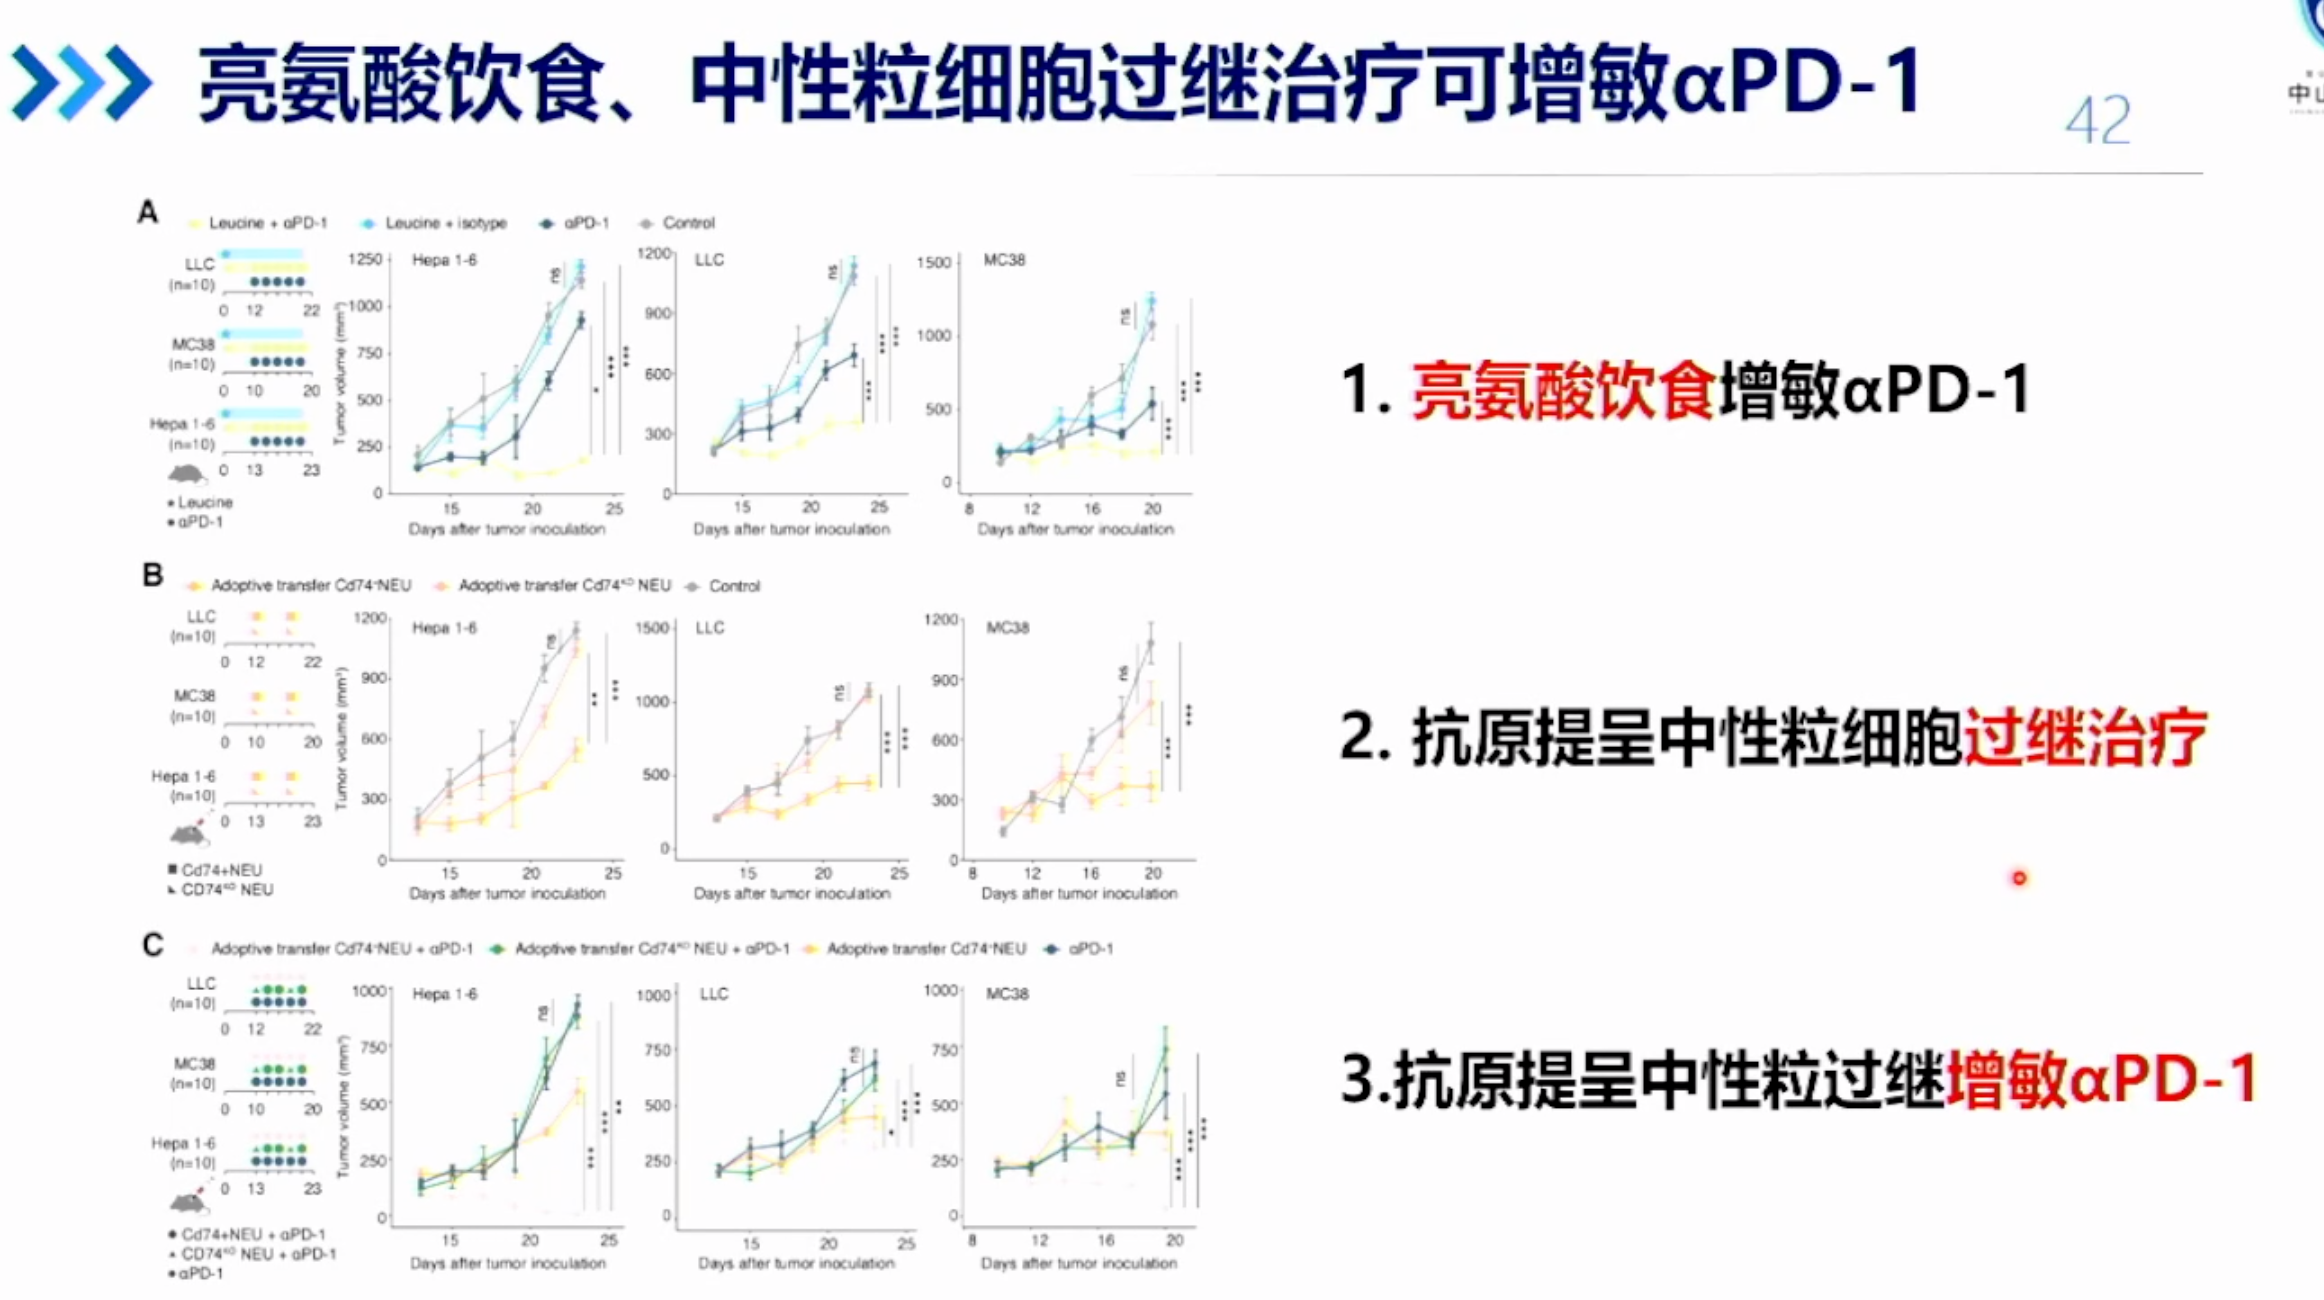 亮氨酸饮食、中性粒细胞过继治疗可增敏αPD-1
42
中山
A
Leucine + αPD-1
Leucine + isotype
αPD-1
Control
LLC
(n=10)
0 12 22
MC38
(n=10)
0 10 20
Hepa 1-6
(n=10)
0 13 23
Leucine
αPD-1
Hepa 1-6
Tumor volume (mm³)
1250
1000
750
500
250
0
ns
*
***
***
15 20 25
Days after tumor inoculation
LLC
1200
900
600
300
0
ns
***
***
***
15 20 25
Days after tumor inoculation
MC38
1500
1000
500
0
ns
***
***
***
8 12 16 20
Days after tumor inoculation
1. 亮氨酸饮食增敏αPD-1
B
Adoptive transfer Cd74⁺NEU
Adoptive transfer Cd74ᴷᴰ NEU
Control
LLC
(n=10)
0 12 22
MC38
(n=10)
0 10 20
Hepa 1-6
(n=10)
0 13 23
Cd74+NEU
CD74ᴷᴰ NEU
Hepa 1-6
Tumor volume (mm³)
1200
900
600
300
0
ns
**
***
15 20 25
Days after tumor inoculation
LLC
1500
1000
500
0
ns
***
***
15 20 25
Days after tumor inoculation
MC38
1200
900
600
300
0
ns
***
***
8 12 16 20
Days after tumor inoculation
2. 抗原提呈中性粒细胞过继治疗
C
Adoptive transfer Cd74⁺NEU + αPD-1
Adoptive transfer Cd74ᴷᴰ NEU + αPD-1
Adoptive transfer Cd74⁺NEU
αPD-1
LLC
(n=10)
0 12 22
MC38
(n=10)
0 10 20
Hepa 1-6
(n=10)
0 13 23
Cd74+NEU + αPD-1
CD74ᴷᴰ NEU + αPD-1
αPD-1
Hepa 1-6
Tumor volume (mm³)
1000
750
500
250
0
ns
***
***
**
15 20 25
Days after tumor inoculation
LLC
1000
750
500
250
0
ns
*
***
***
15 20 25
Days after tumor inoculation
MC38
1000
750
500
250
0
ns
***
***
***
8 12 16 20
Days after tumor inoculation
3.抗原提呈中性粒过继增敏αPD-1